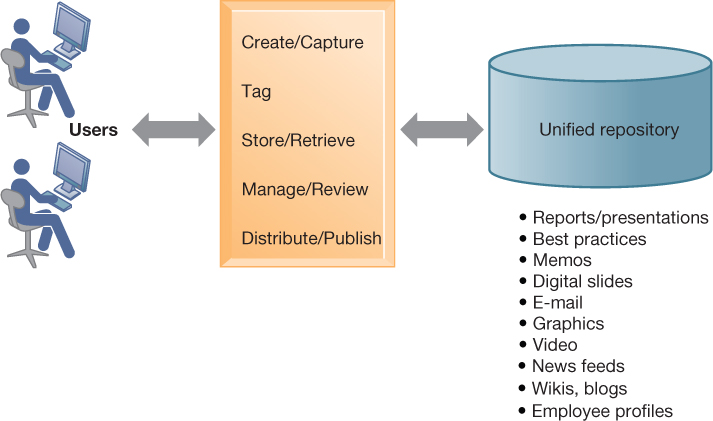 Create/Capture
Tag
Users
Store/Retrieve
Manage/Review
Distribute/Publish
Unified repository
• Reports/presentations
• Best practices
• Memos
• Digital slides
• E-mail
• Graphics
• Video
• News feeds
• Wikis, blogs
• Employee profiles